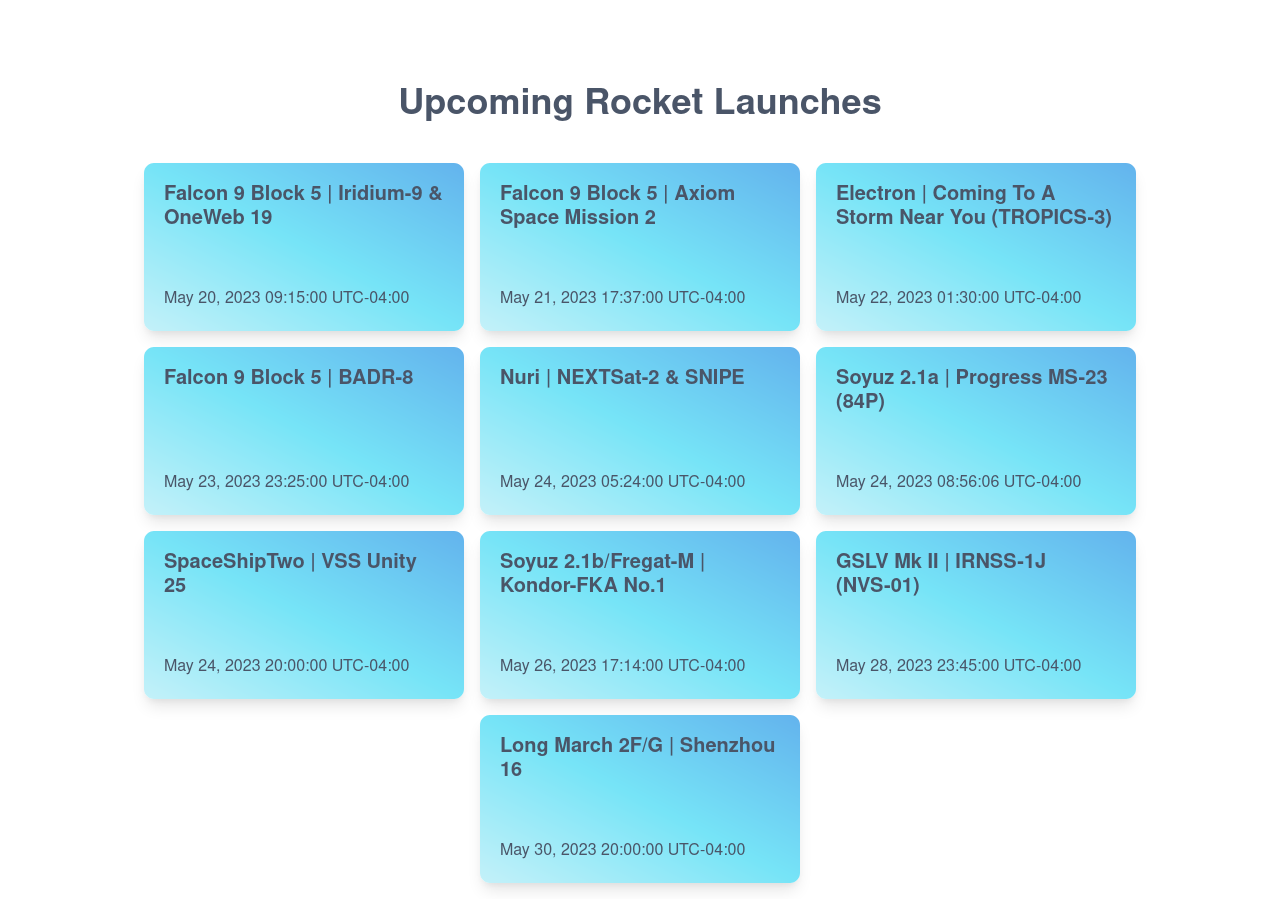 Upcoming Rocket Launches
Falcon 9 Block 5 | Iridium-9 &
OneWeb 19
May 20, 2023 09:15:00 UTC-04:00
Falcon 9 Block 5 | Axiom
Space Mission 2
May 21, 2023 17:37:00 UTC-04:00
Electron | Coming To A
Storm Near You (TROPICS-3)
May 22, 2023 01:30:00 UTC-04:00
Falcon 9 Block 5 | BADR-8
May 23, 2023 23:25:00 UTC-04:00
Nuri | NEXTSat-2 & SNIPE
May 24, 2023 05:24:00 UTC-04:00
Soyuz 2.1a | Progress MS-23
(84P)
May 24, 2023 08:56:06 UTC-04:00
SpaceShipTwo | VSS Unity
25
May 24, 2023 20:00:00 UTC-04:00
Soyuz 2.1b/Fregat-M |
Kondor-FKA No.1
May 26, 2023 17:14:00 UTC-04:00
GSLV Mk II | IRNSS-1J
(NVS-01)
May 28, 2023 23:45:00 UTC-04:00
Long March 2F/G | Shenzhou
16
May 30, 2023 20:00:00 UTC-04:00